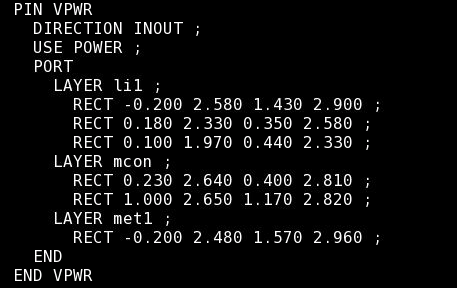 PIN VPWR
DIRECTION INOUT ;
USE POWER ;
PORT
LAYER li1 ;
RECT -0.200 2.580 1.430 2.900 ;
RECT 0.180 2.330 0.350 2.580 ;
RECT 0.100 1.970 0.440 2.330 ;
LAYER mcon ;
RECT 0.230 2.640 0.400 2.810 ;
RECT 1.000 2.650 1.170 2.820 ;
LAYER met1 ;
RECT -0.200 2.480 1.570 2.960 ;
END
END VPWR